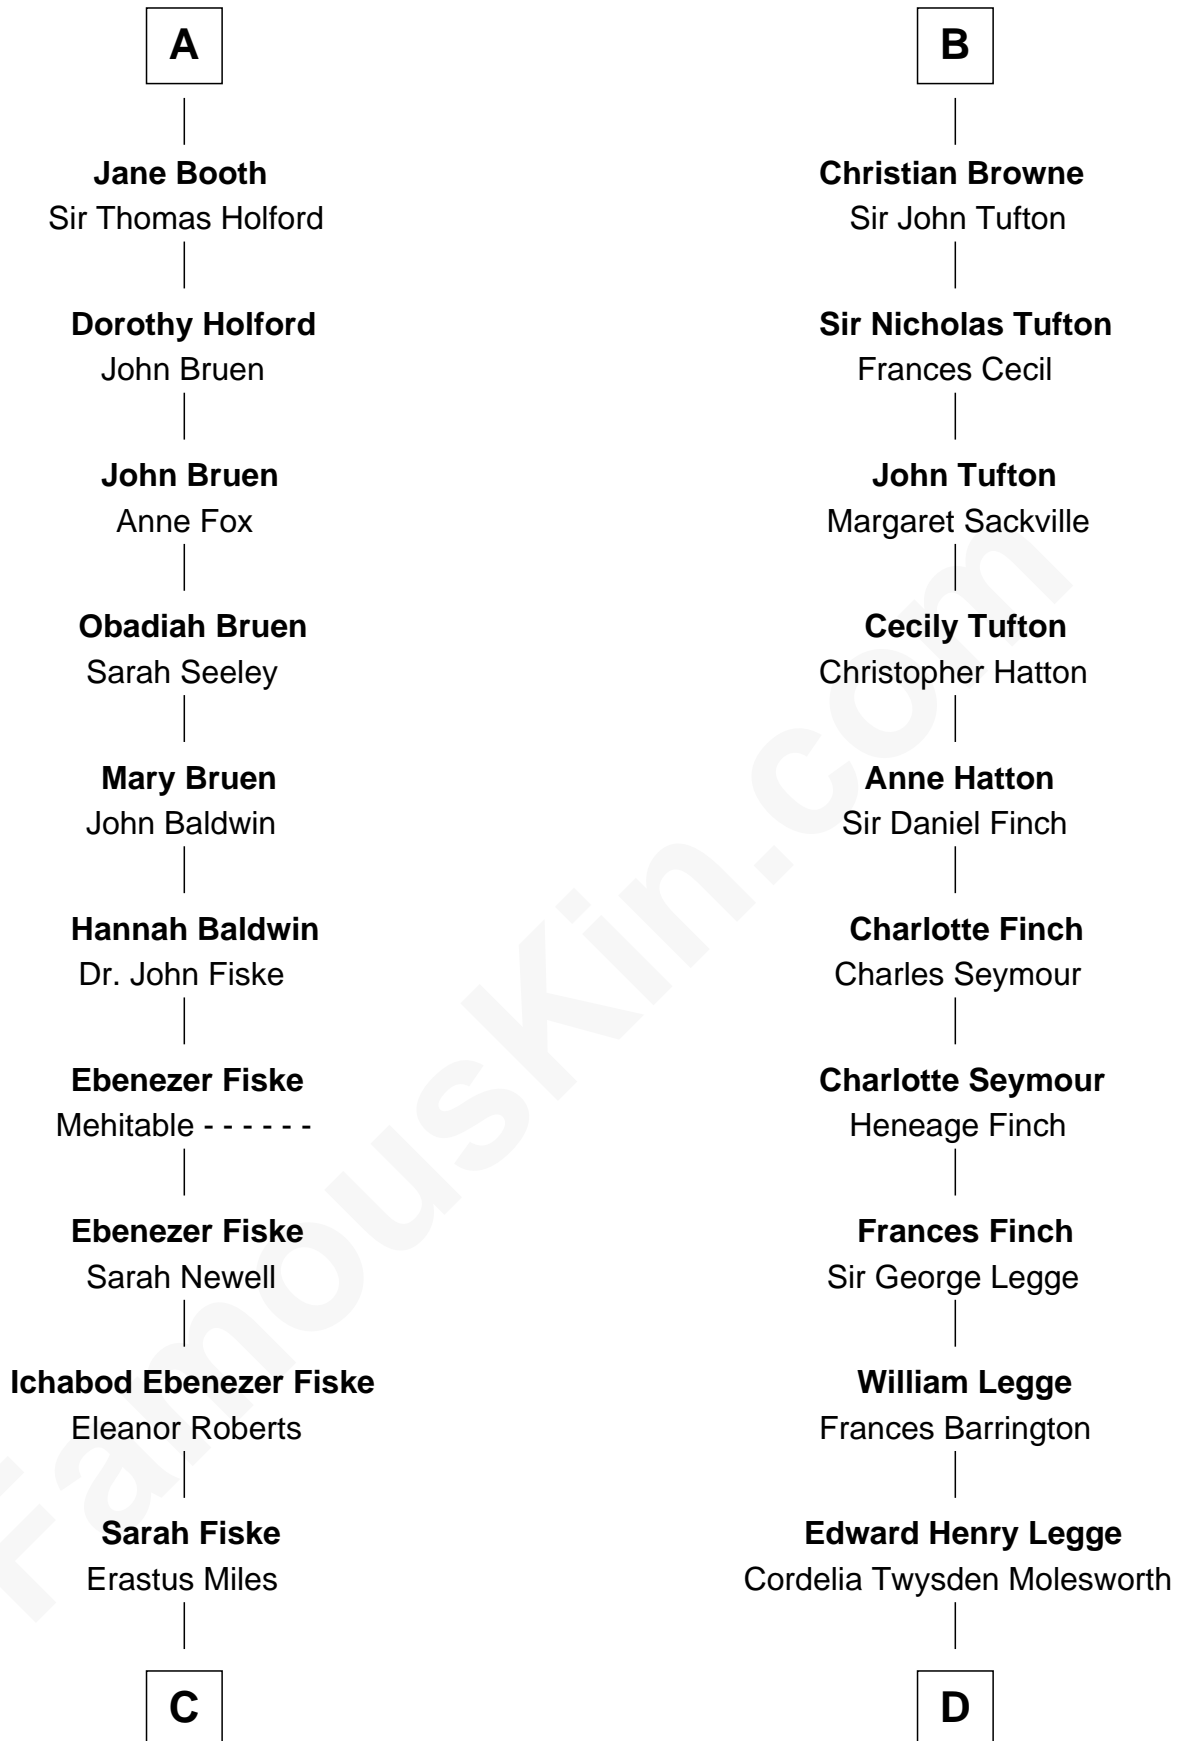 A
Jane Booth
Sir Thomas Holford
Dorothy Holford
John Bruen
John Bruen
Anne Fox
Obadiah Bruen
Sarah Seeley
Mary Bruen
John Baldwin
Hannah Baldwin
Dr. John Fiske
Ebenezer Fiske
Mehitable - - - - - -
Ebenezer Fiske
Sarah Newell
Ichabod Ebenezer Fiske
Eleanor Roberts
Sarah Fiske
Erastus Miles
C
B
Christian Browne
Sir John Tufton
Sir Nicholas Tufton
Frances Cecil
John Tufton
Margaret Sackville
Cecily Tufton
Christopher Hatton
Anne Hatton
Sir Daniel Finch
Charlotte Finch
Charles Seymour
Charlotte Seymour
Heneage Finch
Frances Finch
Sir George Legge
William Legge
Frances Barrington
Edward Henry Legge
Cordelia Twysden Molesworth
D
FamousKin.com